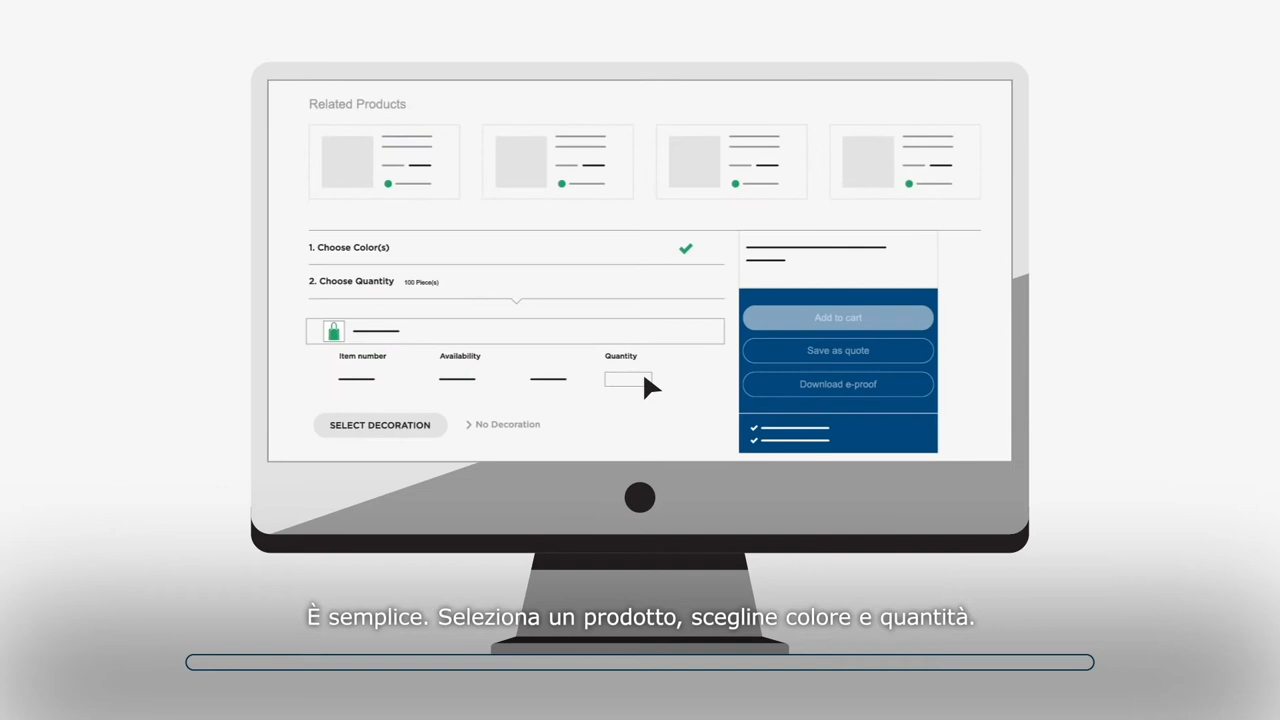 Related Products
1. Choose Color(s)
2. Choose Quantity 100 Piece(s)
Item number Availability Quantity
SELECT DECORATION No Decoration
Add to cart
Save as quote
Download e-proof
È semplice. Seleziona un prodotto, scegline colore e quantità.